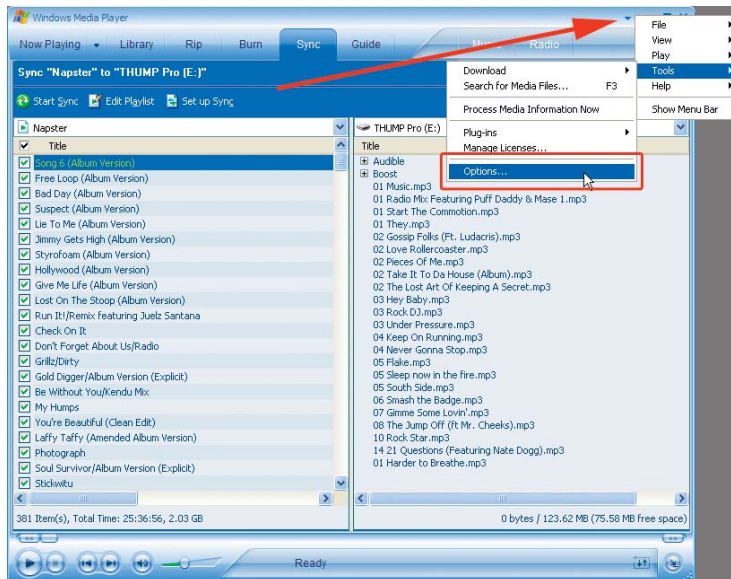 Windows Media Player
Now Playing Library Rip Burn Sync Guide Music Radio
File
View
Play
Tools
Help
Show Menu Bar
Download
Search for Media Files... F3
Process Media Information Now
Plug-ins
Manage Licenses...
Options...
Sync "Napster" to "THUMP Pro (E:)"
Start Sync Edit Playlist Set up Sync
Napster
Title
Song 6 (Album Version)
Free Loop (Album Version)
Bad Day (Album Version)
Suspect (Album Version)
Lie To Me (Album Version)
Jimmy Gets High (Album Version)
Styrofoam (Album Version)
Hollywood (Album Version)
Give Me Life (Album Version)
Lost On The Stoop (Album Version)
Run It!/Remix featuring Juelz Santana
Check On It
Don't Forget About Us/Radio
Grillz/Dirty
Gold Digger/Album Version (Explicit)
Be Without You/Kendu Mix
My Humps
You're Beautiful (Clean Edit)
Laffy Taffy (Amended Album Version)
Photograph
Soul Survivor/Album Version (Explicit)
Stickwitu
381 Item(s), Total Time: 25:36:56, 2.03 GB
THUMP Pro (E:)
Title
Audible
Boost
01 Music.mp3
01 Radio Mix Featuring Puff Daddy & Mase 1.mp3
01 Start The Commotion.mp3
01 They.mp3
02 Gossip Folks (Ft. Ludacris).mp3
02 Love Rollercoaster.mp3
02 Pieces Of Me.mp3
02 Take It To Da House (Album).mp3
02 The Lost Art Of Keeping A Secret.mp3
03 Hey Baby.mp3
03 Rock DJ.mp3
03 Under Pressure.mp3
04 Keep On Running.mp3
04 Never Gonna Stop.mp3
05 Flake.mp3
05 Sleep now in the fire.mp3
05 South Side.mp3
06 Smash the Badge.mp3
07 Gimme Some Lovin'.mp3
08 The Jump Off (ft Mr. Cheeks).mp3
10 Rock Star.mp3
14 21 Questions (Featuring Nate Dogg).mp3
01 Harder to Breathe.mp3
0 bytes / 123.62 MB (75.58 MB free space)
Ready